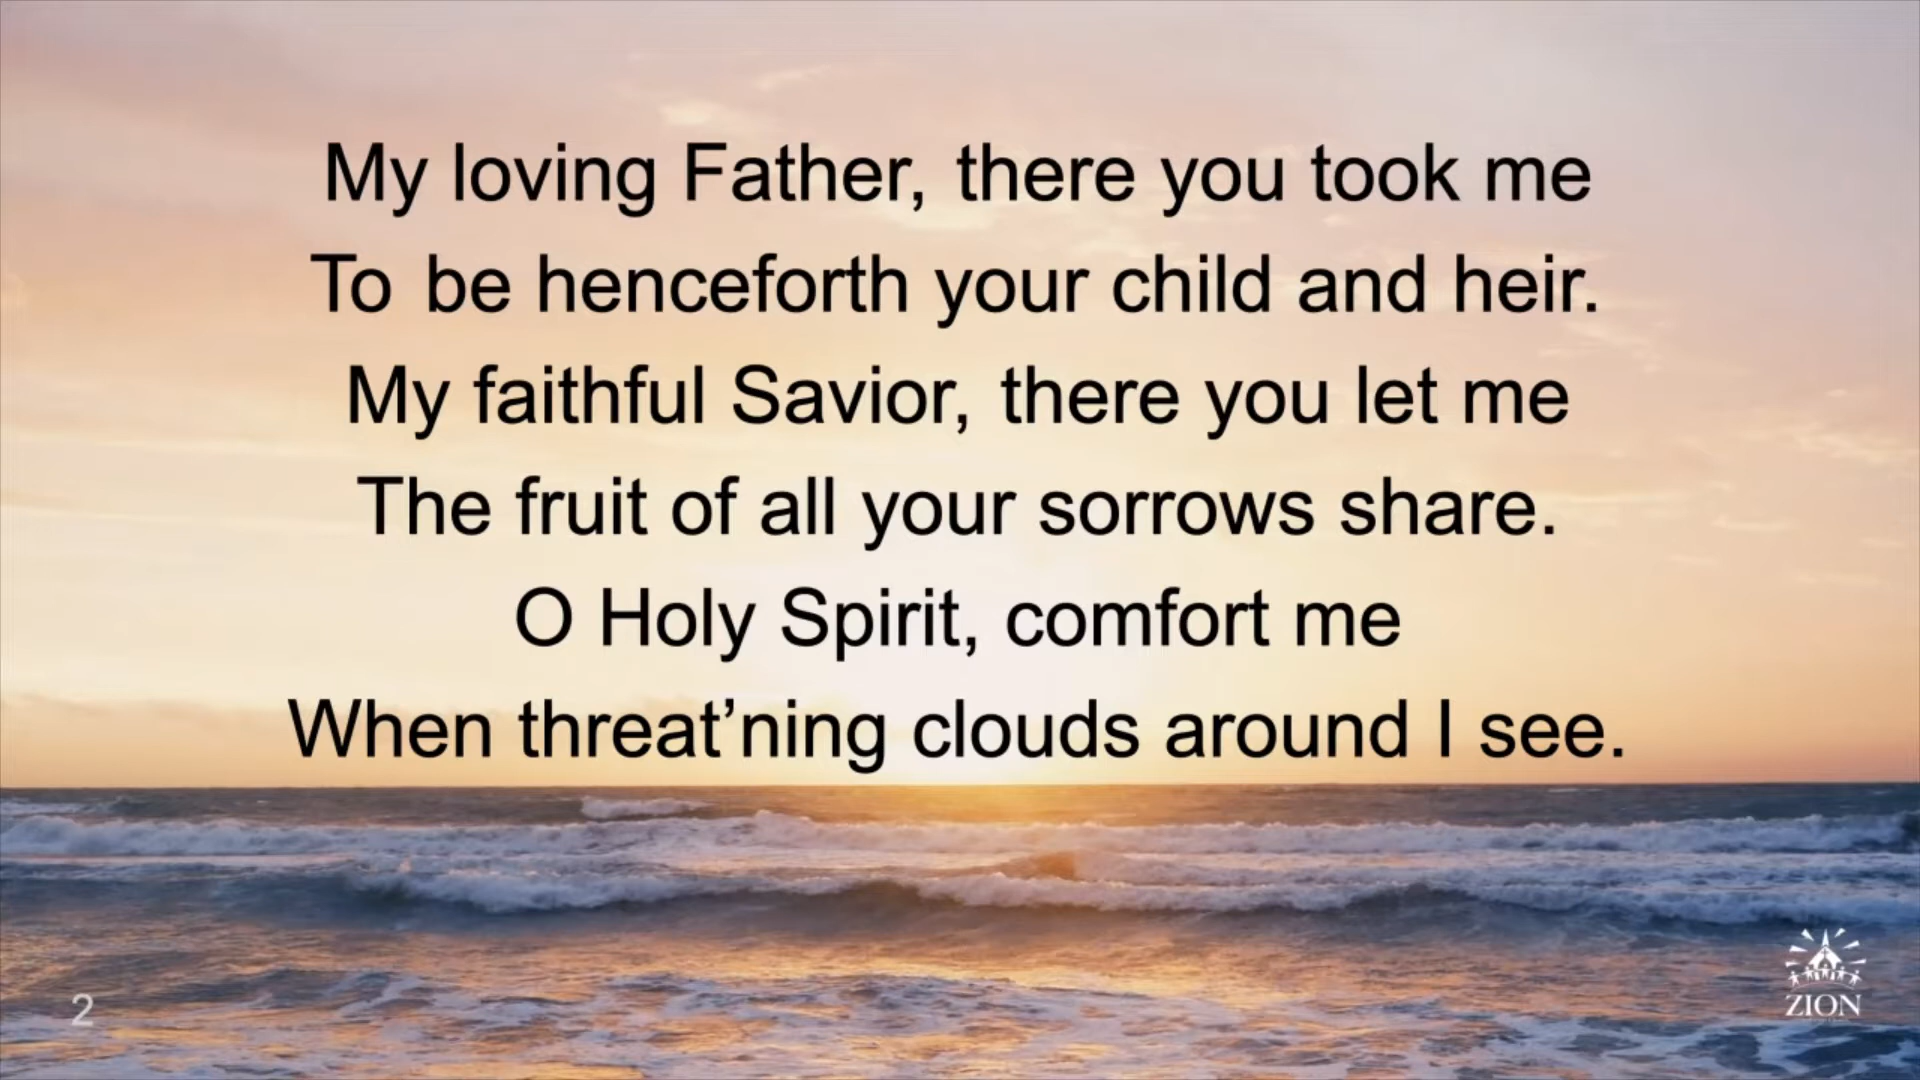 My loving Father, there you took me
To be henceforth your child and heir.
My faithful Savior, there you let me
The fruit of all your sorrows share.
O Holy Spirit, comfort me
When threat’ning clouds around I see.
2
ZION